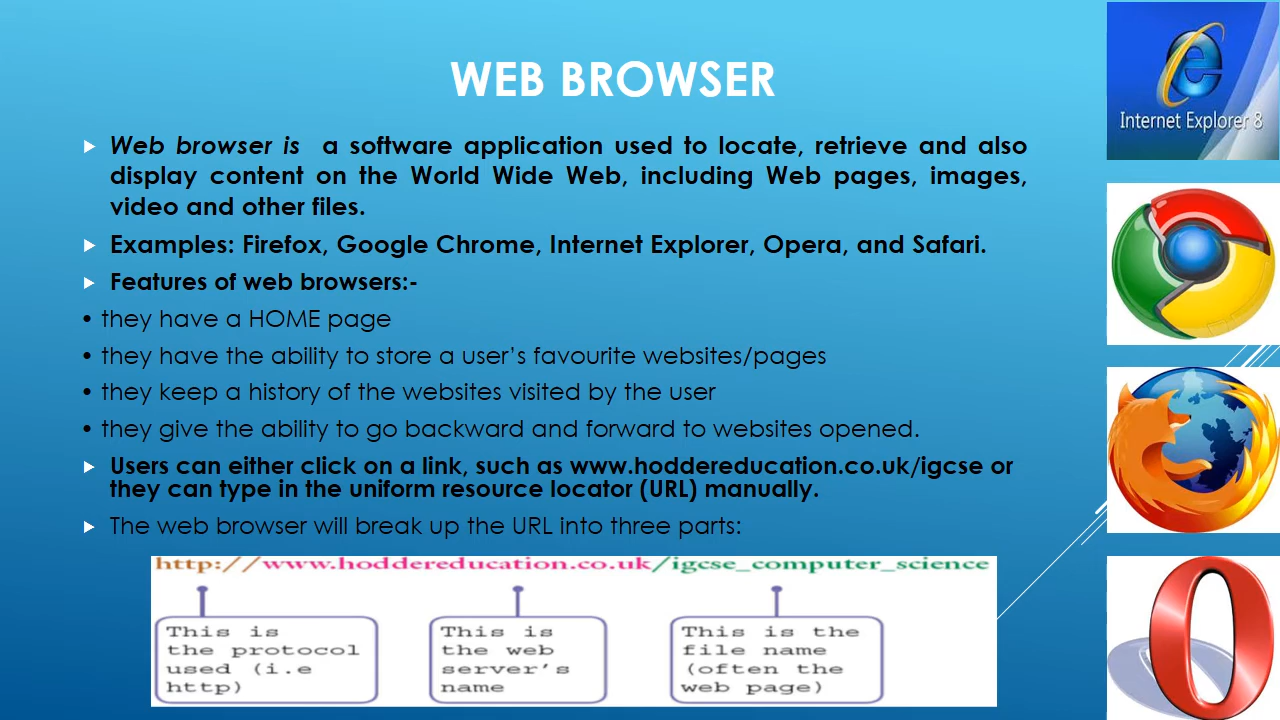 WEB BROWSER
Web browser is a software application used to locate, retrieve and also
display content on the World Wide Web, including Web pages, images,
video and other files.
Examples: Firefox, Google Chrome, Internet Explorer, Opera, and Safari.
Features of web browsers:-
• they have a HOME page
• they have the ability to store a user’s favourite websites/pages
• they keep a history of the websites visited by the user
• they give the ability to go backward and forward to websites opened.
Users can either click on a link, such as www.hoddereducation.co.uk/igcse or
they can type in the uniform resource locator (URL) manually.
The web browser will break up the URL into three parts:
http://www.hoddereducation.co.uk/igcse_computer_science
This is
the protocol
used (i.e
http)
This is
the web
server’s
name
This is the
file name
(often the
web page)
Internet Explorer 8